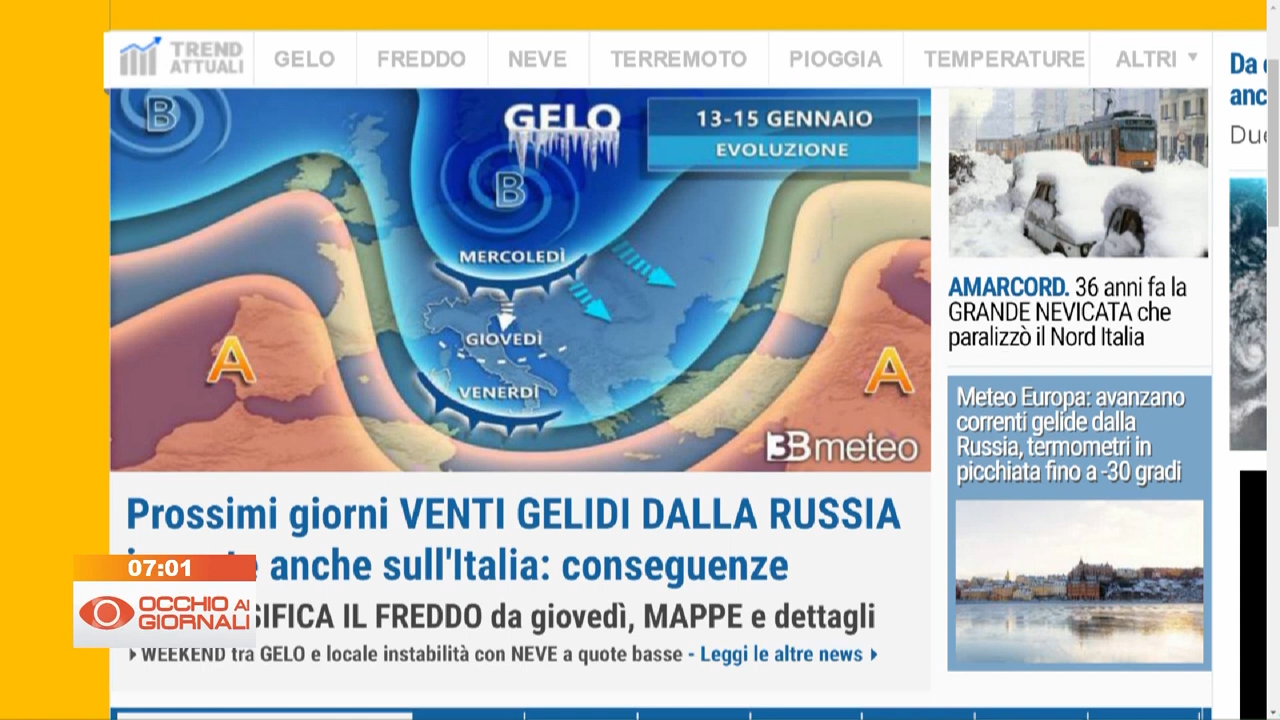 TREND
ATTUALI
GELO
FREDDO
NEVE
TERREMOTO
PIOGGIA
TEMPERATURE
ALTRI
B
GELO
13-15 GENNAIO
EVOLUZIONE
B
MERCOLEDÌ
GIOVEDÌ
VENERDÌ
A
A
3Bmeteo
AMARCORD. 36 anni fa la
GRANDE NEVICATA che
paralizzò il Nord Italia
Meteo Europa: avanzano
correnti gelide dalla
Russia, termometri in
picchiata fino a -30 gradi
Da
anc
Due
Prossimi giorni VENTI GELIDI DALLA RUSSIA
anche sull'Italia: conseguenze
SIFICA IL FREDDO da giovedì, MAPPE e dettagli
WEEKEND tra GELO e locale instabilità con NEVE a quote basse - Leggi le altre news
07:01
OCCHIO AI
GIORNALI